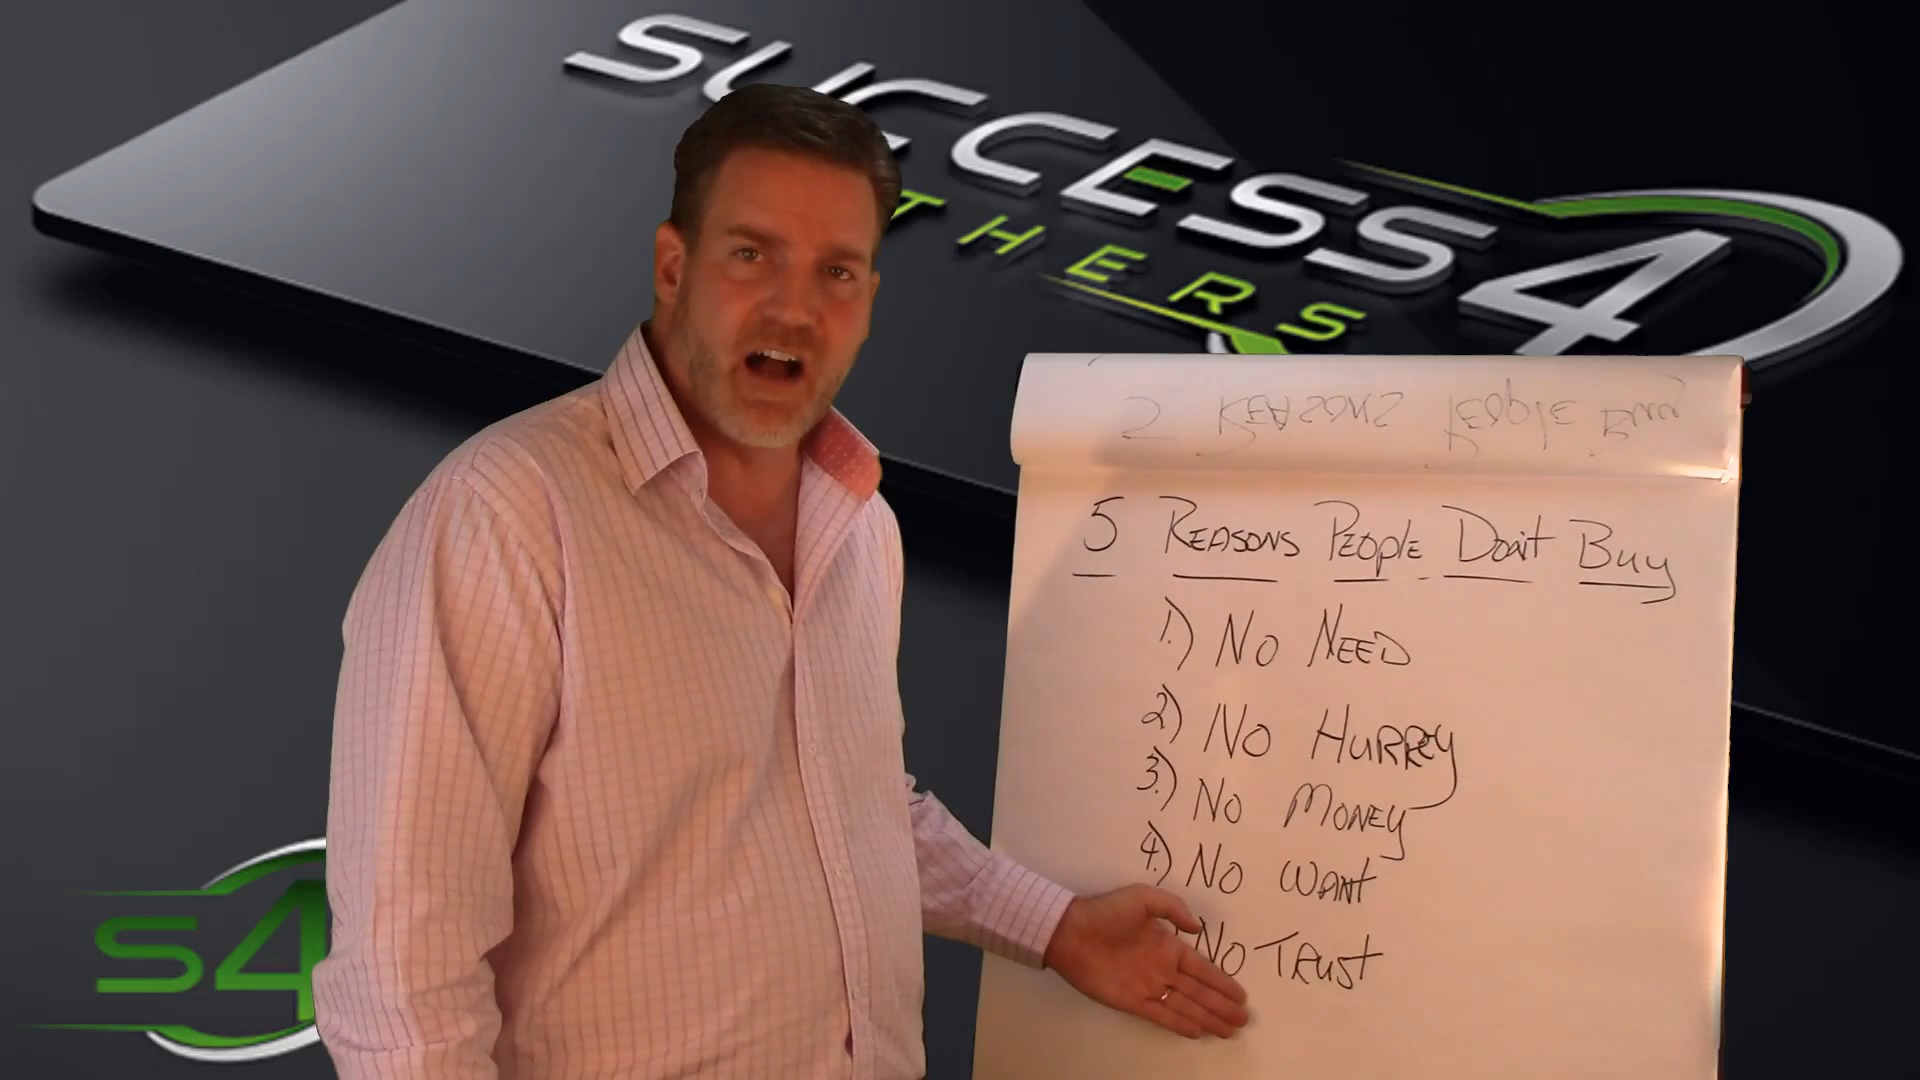 SUCCESS 4
THERS
5 REASONS PEOPLE DON'T BUY
1.) NO NEED
2.) NO HURREY
3.) NO MONEY
4.) NO WANT
NO TRUST
S4